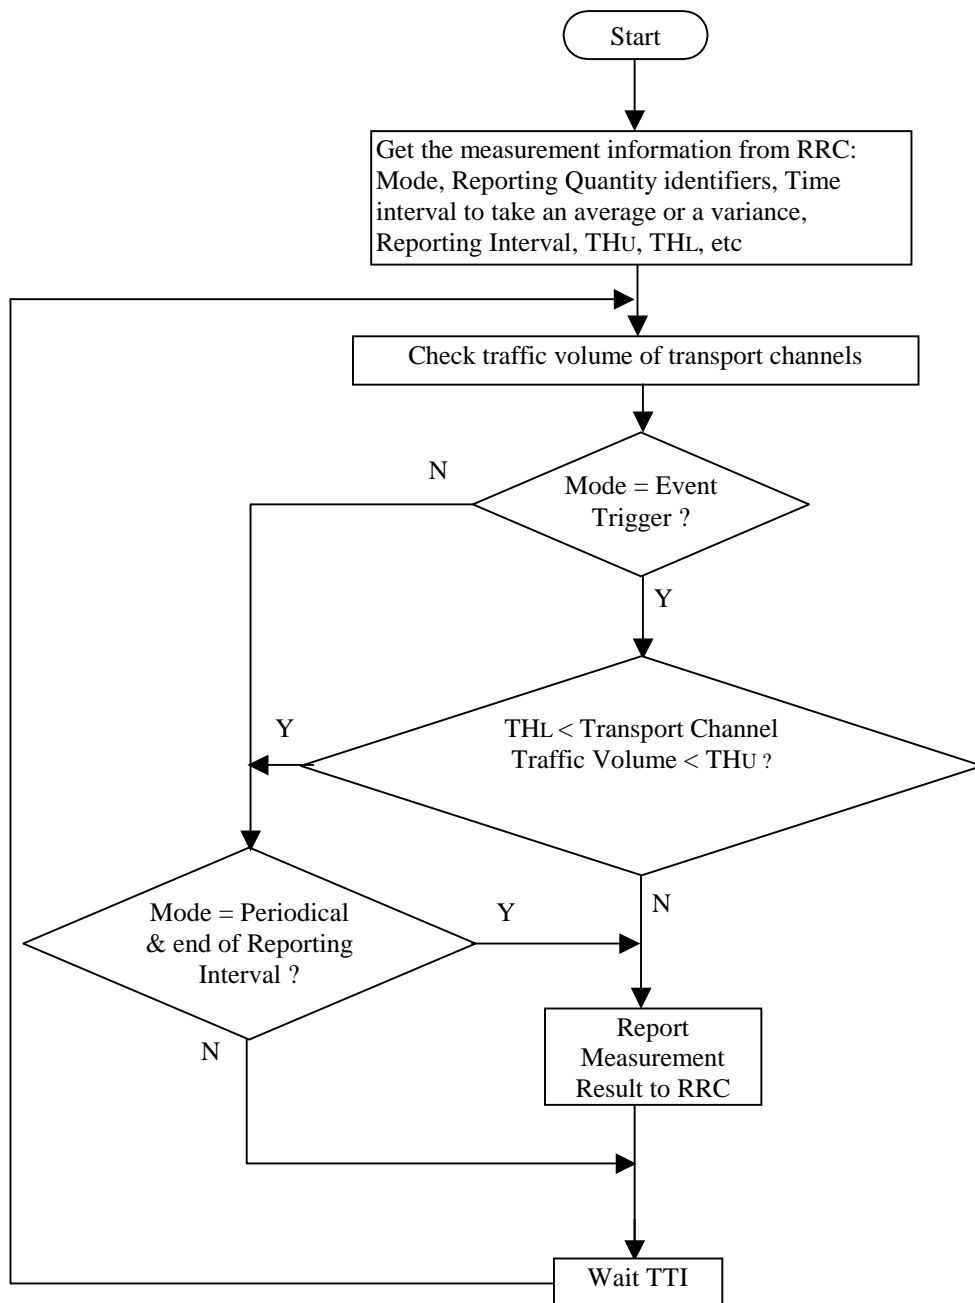 Start
Get the measurement information from RRC:
Mode, Reporting Quantity identifiers, Time
interval to take an average or a variance,
Reporting Interval, THU, THL, etc
Check traffic volume of transport channels
N
Mode = Event
Trigger ?
Y
Y
THL < Transport Channel
Traffic Volume < THU ?
N
Mode = Periodical
& end of Reporting
Interval ?
Y
N
Report
Measurement
Result to RRC
Wait TTI